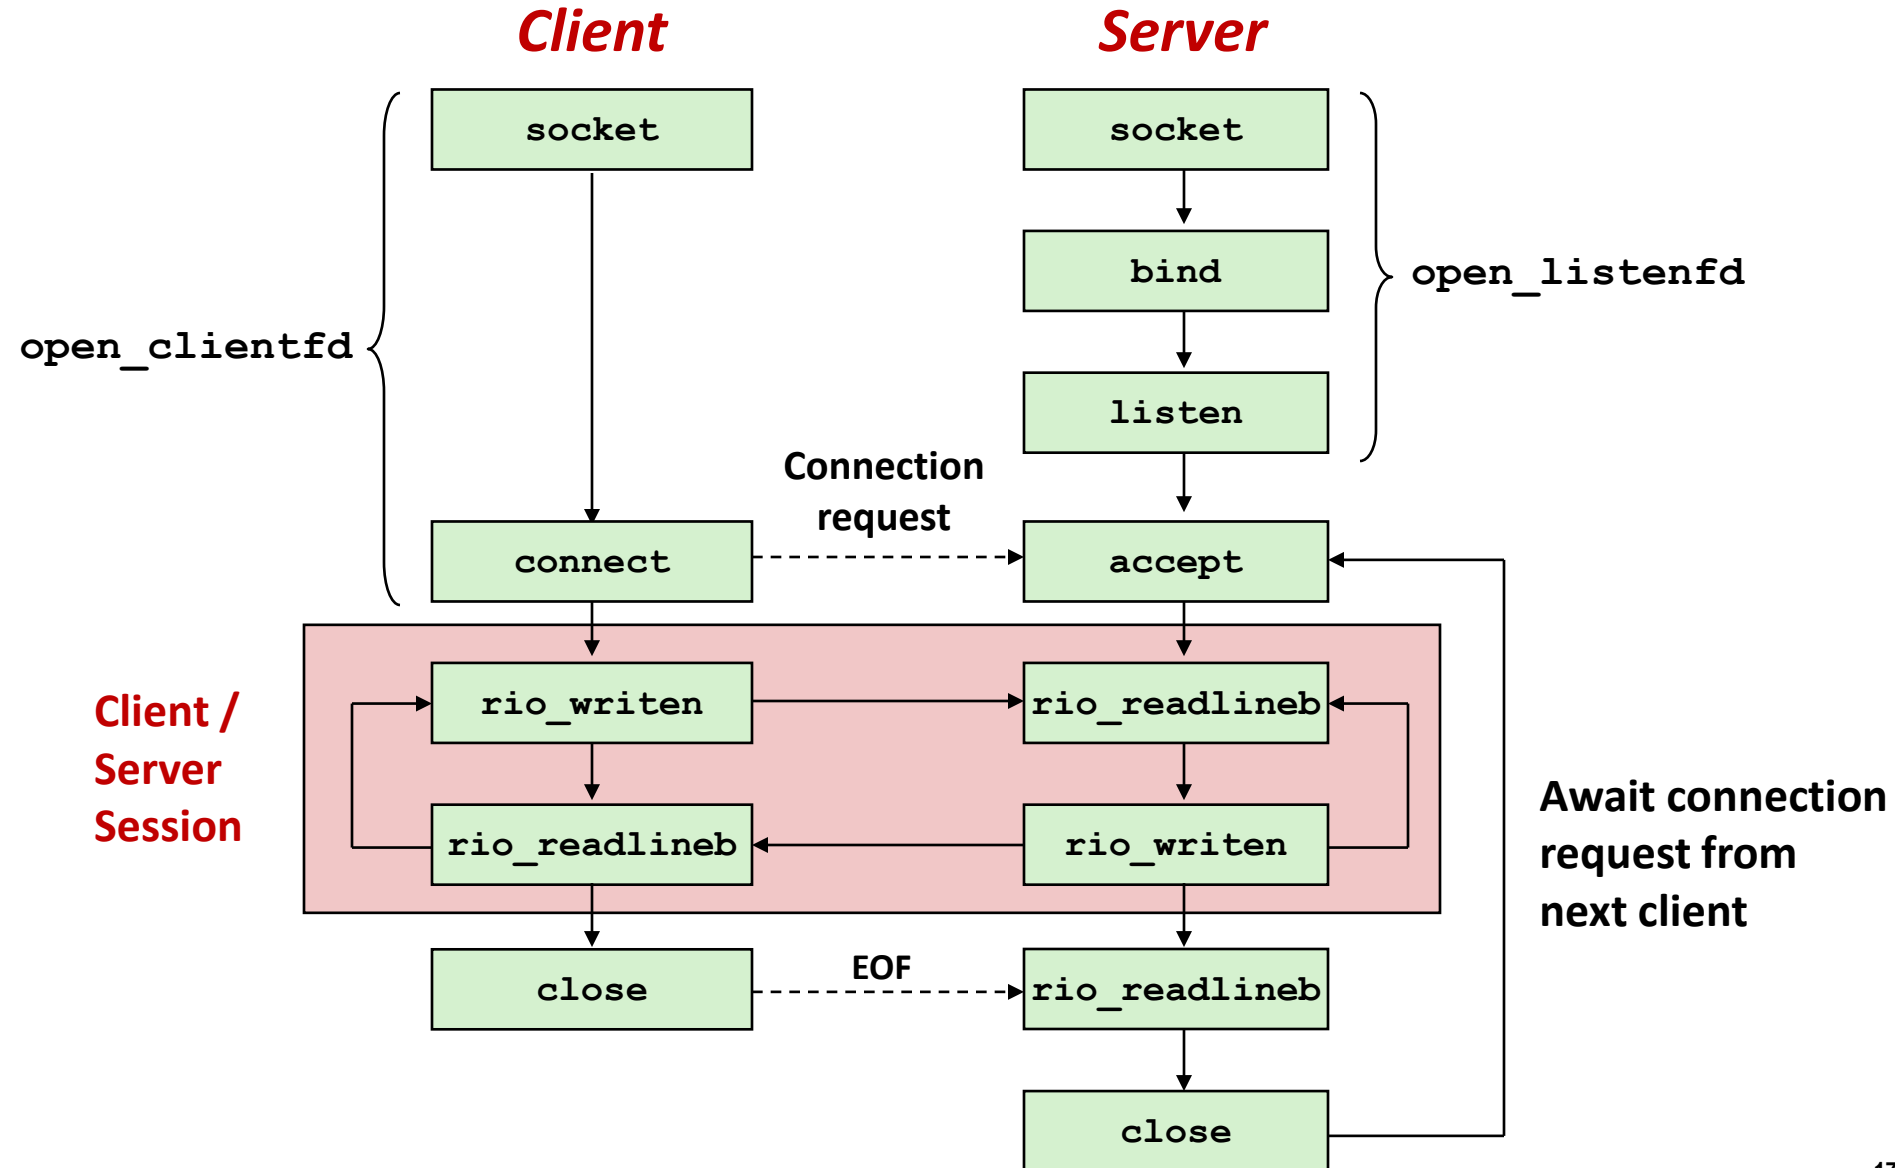 Client
Server
socket
socket
bind
open_listenfd
open_clientfd
listen
Connection
request
connect
accept
Client /
Server
Session
rio_writen
rio_readlineb
rio_readlineb
rio_writen
Await connection
request from
next client
close
EOF
rio_readlineb
close